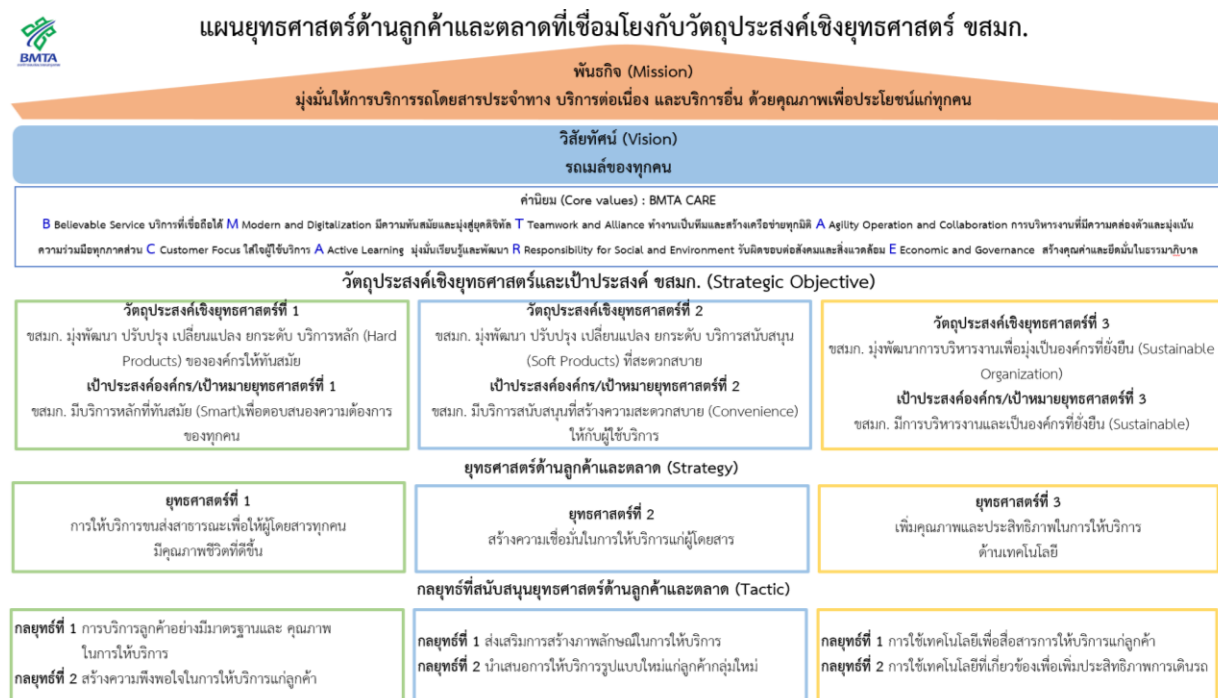 แผนยุทธศาสตร์ด้านลูกค้าและตลาดที่เชื่อมโยงกับวัตถุประสงค์เชิงยุทธศาสตร์ ขสมก.
BMTA
พันธกิจ (Mission)
มุ่งมั่นให้การบริการรถโดยสารประจำทาง บริการต่อเนื่อง และบริการอื่น ด้วยคุณภาพเพื่อประโยชน์แก่ทุกคน
วิสัยทัศน์ (Vision)
รถเมล์ของทุกคน
ค่านิยม (Core values) : BMTA CARE
B Believable Service บริการที่เชื่อถือได้ M Modern and Digitalization มีความทันสมัยและมุ่งสู่ยุคดิจิทัล T Teamwork and Alliance ทำงานเป็นทีมและสร้างเครือข่ายทุกมิติ A Agility Operation and Collaboration การบริหารงานที่มีความคล่องตัวและมุ่งเน้น
ความร่วมมือทุกภาคส่วน C Customer Focus ใส่ใจผู้ใช้บริการ A Active Learning มุ่งมั่นเรียนรู้และพัฒนา R Responsibility for Social and Environment รับผิดชอบต่อสังคมและสิ่งแวดล้อม E Economic and Governance สร้างคุณค่าและยึดมั่นในธรรมาภิบาล
วัตถุประสงค์เชิงยุทธศาสตร์และเป้าประสงค์ ขสมก. (Strategic Objective)
วัตถุประสงค์เชิงยุทธศาสตร์ที่ 1
ขสมก. มุ่งพัฒนา ปรับปรุง เปลี่ยนแปลง ยกระดับ บริการหลัก (Hard
Products) ขององค์กรให้ทันสมัย
เป้าประสงค์องค์กร/เป้าหมายยุทธศาสตร์ที่ 1
ขสมก. มีบริการหลักที่ทันสมัย (Smart)เพื่อตอบสนองความต้องการ
ของทุกคน
วัตถุประสงค์เชิงยุทธศาสตร์ที่ 2
ขสมก. มุ่งพัฒนา ปรับปรุง เปลี่ยนแปลง ยกระดับ บริการสนับสนุน
(Soft Products) ที่สะดวกสบาย
เป้าประสงค์องค์กร/เป้าหมายยุทธศาสตร์ที่ 2
ขสมก. มีบริการสนับสนุนที่สร้างความสะดวกสบาย (Convenience)
ให้กับผู้ใช้บริการ
วัตถุประสงค์เชิงยุทธศาสตร์ที่ 3
ขสมก. มุ่งพัฒนาการบริหารงานเพื่อมุ่งเป็นองค์กรที่ยั่งยืน (Sustainable
Organization)
เป้าประสงค์องค์กร/เป้าหมายยุทธศาสตร์ที่ 3
ขสมก. มีการบริหารงานและเป็นองค์กรที่ยั่งยืน (Sustainable)
ยุทธศาสตร์ด้านลูกค้าและตลาด (Strategy)
ยุทธศาสตร์ที่ 1
การให้บริการขนส่งสาธารณะเพื่อให้ผู้โดยสารทุกคน
มีคุณภาพชีวิตที่ดีขึ้น
ยุทธศาสตร์ที่ 2
สร้างความเชื่อมั่นในการให้บริการแก่ผู้โดยสาร
ยุทธศาสตร์ที่ 3
เพิ่มคุณภาพและประสิทธิภาพในการให้บริการ
ด้านเทคโนโลยี
กลยุทธ์ที่สนับสนุนยุทธศาสตร์ด้านลูกค้าและตลาด (Tactic)
กลยุทธ์ที่ 1 การบริการลูกค้าอย่างมีมาตรฐานและ คุณภาพ
ในการให้บริการ
กลยุทธ์ที่ 2 สร้างความพึงพอใจในการให้บริการแก่ลูกค้า
กลยุทธ์ที่ 1 ส่งเสริมการสร้างภาพลักษณ์ในการให้บริการ
กลยุทธ์ที่ 2 นำเสนอการให้บริการรูปแบบใหม่แก่ลูกค้ากลุ่มใหม่
กลยุทธ์ที่ 1 การใช้เทคโนโลยีเพื่อสื่อสารการให้บริการแก่ลูกค้า
กลยุทธ์ที่ 2 การใช้เทคโนโลยีที่เกี่ยวข้องเพื่อเพิ่มประสิทธิภาพการเดินรถ